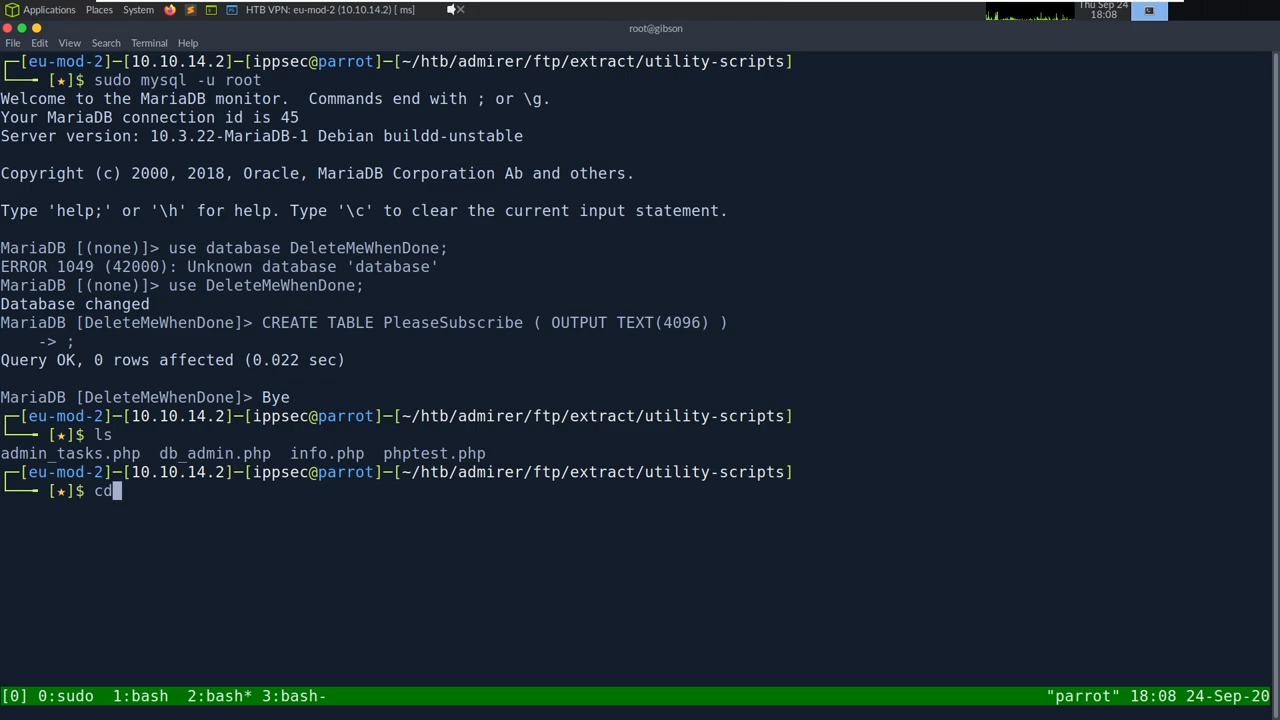 Applications Places System HTB VPN: eu-mod-2 (10.10.14.2) [ ms] Thu Sep 24
18:08
root@gibson
File Edit View Search Terminal Help
┌─[eu-mod-2]─[10.10.14.2]─[ippsec@parrot]─[~/htb/admirer/ftp/extract/utility-scripts]
└──╼ [★]$ sudo mysql -u root
Welcome to the MariaDB monitor.  Commands end with ; or \g.
Your MariaDB connection id is 45
Server version: 10.3.22-MariaDB-1 Debian buildd-unstable
Copyright (c) 2000, 2018, Oracle, MariaDB Corporation Ab and others.
Type 'help;' or '\h' for help. Type '\c' to clear the current input statement.
MariaDB [(none)]> use database DeleteMeWhenDone;
ERROR 1049 (42000): Unknown database 'database'
MariaDB [(none)]> use DeleteMeWhenDone;
Database changed
MariaDB [DeleteMeWhenDone]> CREATE TABLE PleaseSubscribe ( OUTPUT TEXT(4096) )
    -> ;
Query OK, 0 rows affected (0.022 sec)
MariaDB [DeleteMeWhenDone]> Bye
┌─[eu-mod-2]─[10.10.14.2]─[ippsec@parrot]─[~/htb/admirer/ftp/extract/utility-scripts]
└──╼ [★]$ ls
admin_tasks.php  db_admin.php  info.php  phptest.php
┌─[eu-mod-2]─[10.10.14.2]─[ippsec@parrot]─[~/htb/admirer/ftp/extract/utility-scripts]
└──╼ [★]$ cd
[0] 0:sudo  1:bash  2:bash* 3:bash- "parrot" 18:08 24-Sep-20